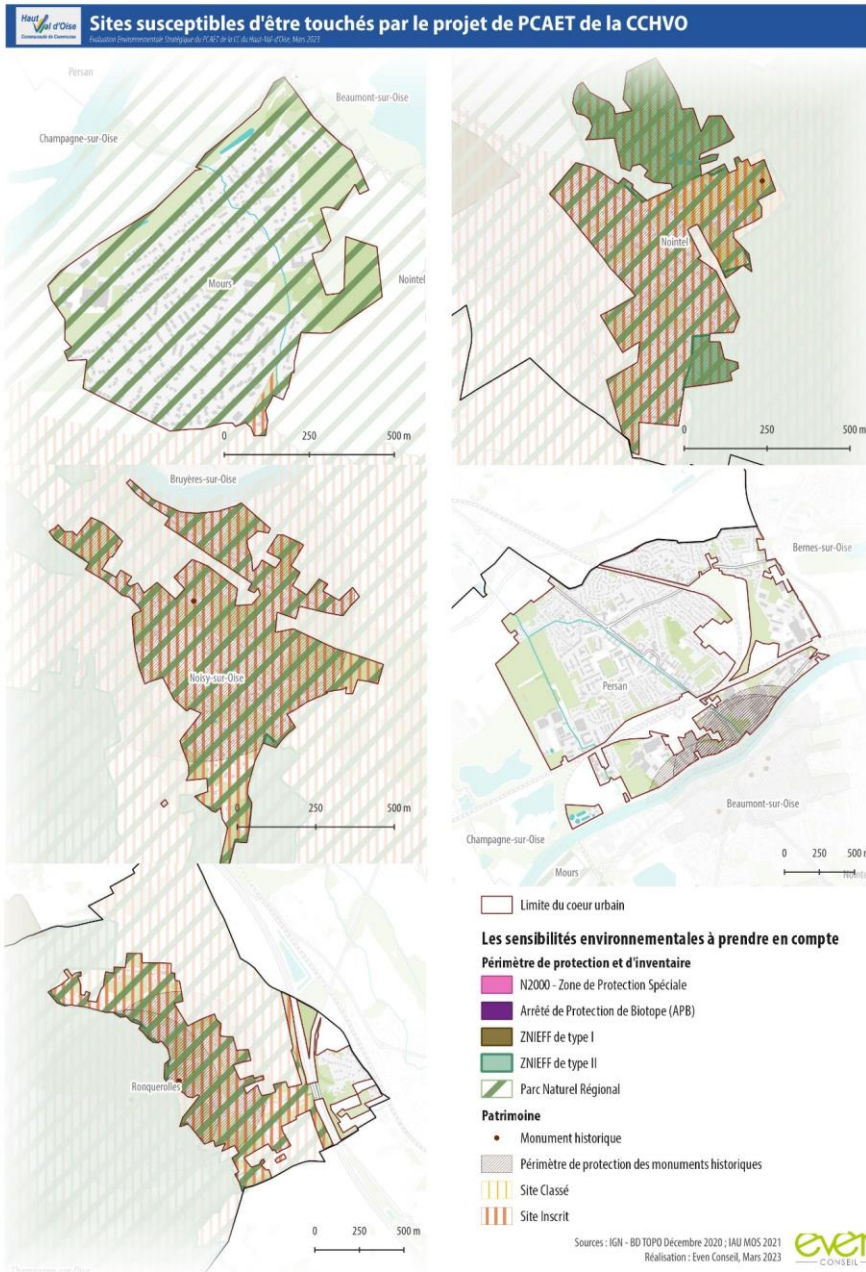 Haut Val d'Oise
Communauté de Communes
Sites susceptibles d'être touchés par le projet de PCAET de la CCHVO
Evaluation Environnementale Stratégique du PCAET de la CC du Haut-Val-d'Oise, Mars 2023
Persan
Beaumont-sur-Oise
Champagne-sur-Oise
Mours
Nointel
0 250 500 m
Nointel
0 250 500 m
Bruyères-sur-Oise
Noisy-sur-Oise
0 250 500 m
Bernes-sur-Oise
Persan
Beaumont-sur-Oise
Champagne-sur-Oise
Mours
0 250 500 m
Ronquerolles
0 250 500 m
Limite du coeur urbain
Les sensibilités environnementales à prendre en compte
Périmètre de protection et d'inventaire
N2000 - Zone de Protection Spéciale
Arrêté de Protection de Biotope (APB)
ZNIEFF de type I
ZNIEFF de type II
Parc Naturel Régional
Patrimoine
Monument historique
Périmètre de protection des monuments historiques
Site Classé
Site Inscrit
Sources : IGN - BD TOPO Décembre 2020 ; IAU MOS 2021
Réalisation : Even Conseil, Mars 2023
even
CONSEIL